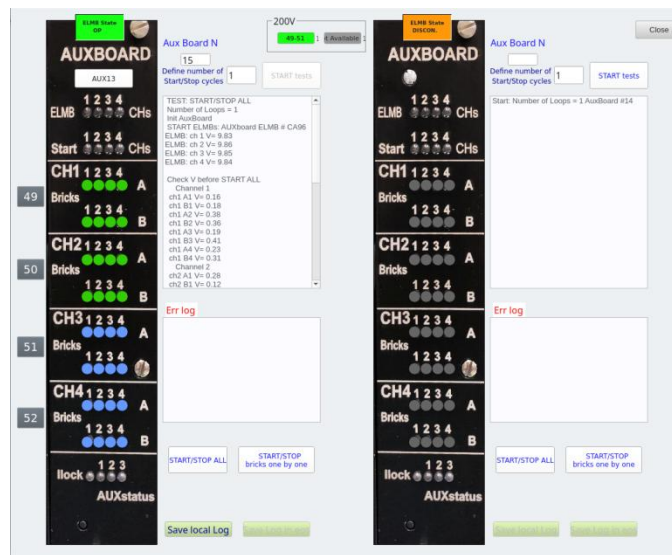 ELMB State
OP
AUXBOARD
AUX13
1 2 3 4
ELMB CHs
1 2 3 4
Start CHs
CH1 1 2 3 4
A
Bricks
1 2 3 4
B
49
CH2 1 2 3 4
A
Bricks
1 2 3 4
B
50
CH3 1 2 3 4
A
Bricks
1 2 3 4
B
51
CH4 1 2 3 4
A
Bricks
1 2 3 4
B
52
1 2 3
Ilock
AUXstatus
Aux Board N
15
200V
49-51 1 Available 1
Define number of
Start/Stop cycles 1 START tests
TEST: START/STOP ALL
Number of Loops = 1
Init AuxBoard
START ELMBs: AUXboard ELMB # CA96
ELMB: ch 1 V= 9.83
ELMB: ch 2 V= 9.86
ELMB: ch 3 V= 9.85
ELMB: ch 4 V= 9.84
Check V before START ALL
Channel 1
ch1 A1 V= 0.16
ch1 B1 V= 0.18
ch1 A2 V= 0.38
ch1 B2 V= 0.36
ch1 A3 V= 0.19
ch1 B3 V= 0.41
ch1 A4 V= 0.23
ch1 B4 V= 0.31
Channel 2
ch2 A1 V= 0.28
ch2 B1 V= 0.12
Err log
START/STOP ALL
START/STOP
bricks one by one
Save local Log
ELMB State
DISCON.
AUXBOARD
1 2 3 4
ELMB CHs
1 2 3 4
Start CHs
CH1 1 2 3 4
A
Bricks
1 2 3 4
B
CH2 1 2 3 4
A
Bricks
1 2 3 4
B
CH3 1 2 3 4
A
Bricks
1 2 3 4
B
CH4 1 2 3 4
A
Bricks
1 2 3 4
B
1 2 3
Ilock
AUXstatus
Close
Aux Board N
Define number of
Start/Stop cycles 1 START tests
Start: Number of Loops = 1 AuxBoard #14
Err log
START/STOP ALL
START/STOP
bricks one by one
Save local Log